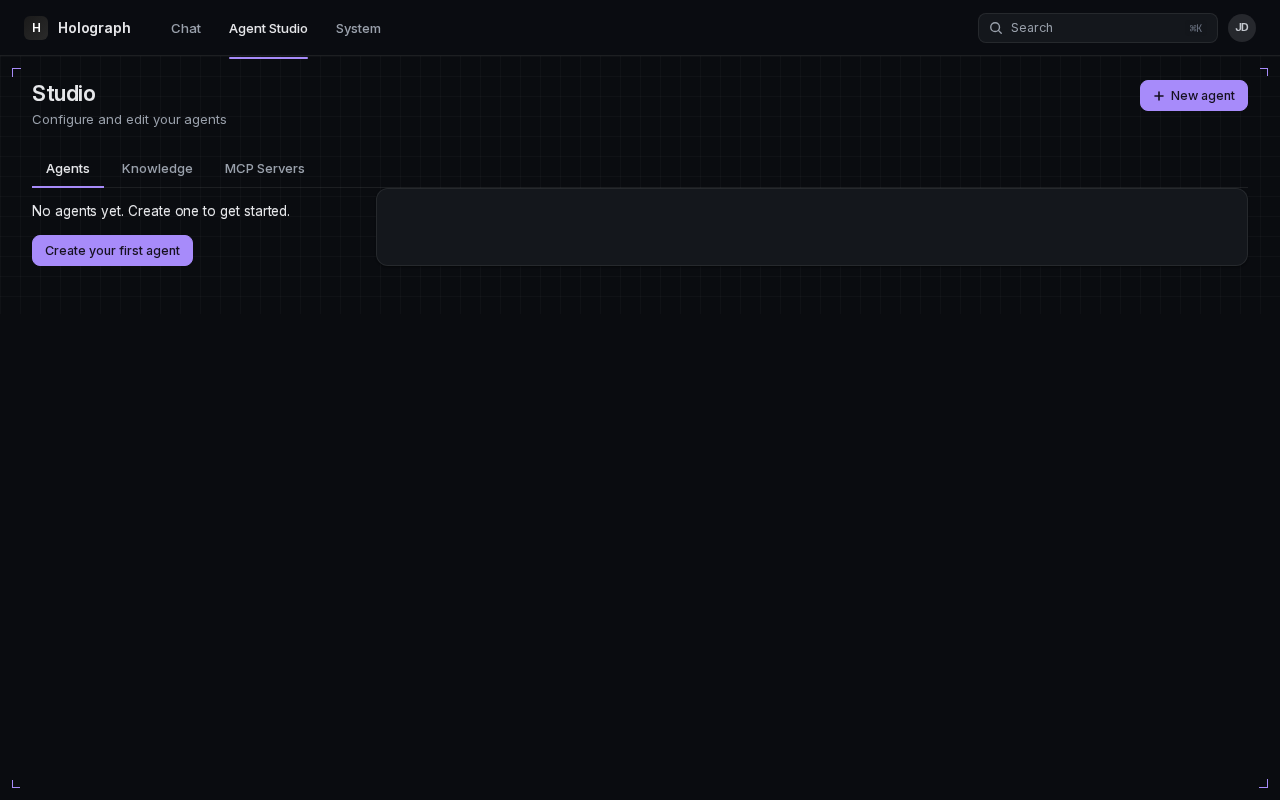 H Holograph Chat Agent Studio System Search ⌘K JD
Studio
New agent
Configure and edit your agents
Agents Knowledge MCP Servers
No agents yet. Create one to get started.
Create your first agent